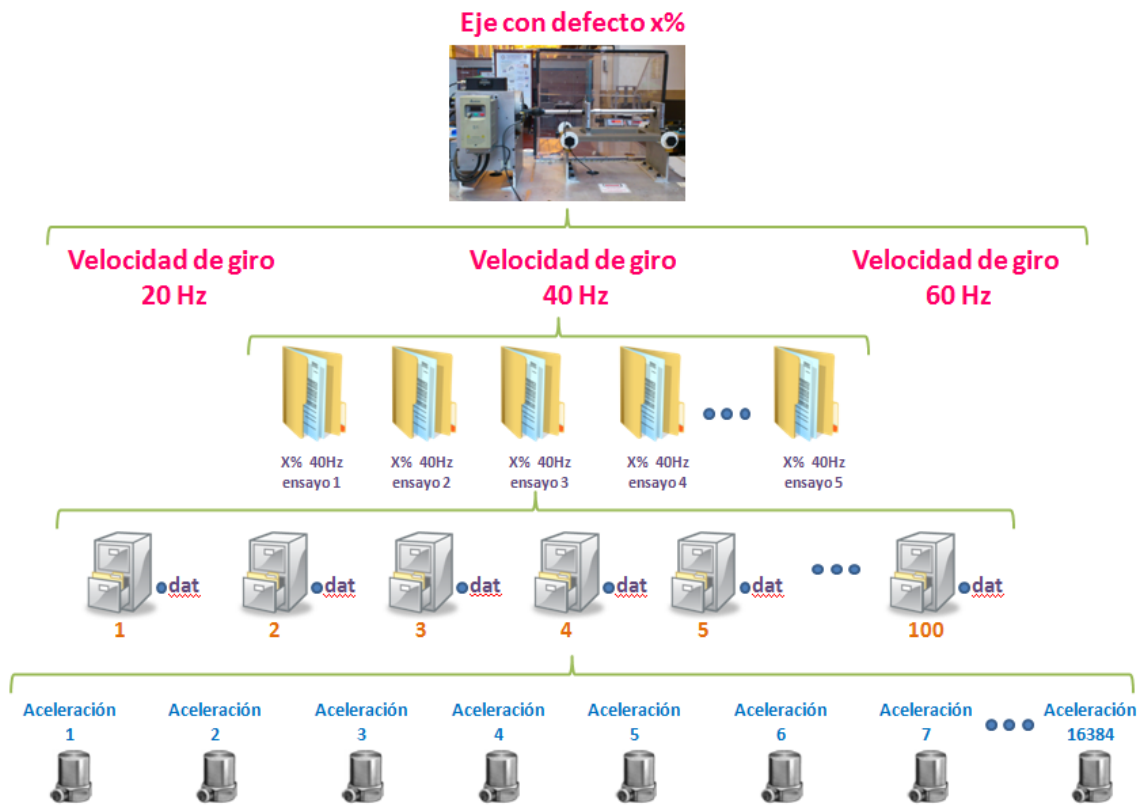 Eje con defecto x%
Velocidad de giro
20 Hz
Velocidad de giro
40 Hz
Velocidad de giro
60 Hz
X% 40Hz
ensayo 1
X% 40Hz
ensayo 2
X% 40Hz
ensayo 3
X% 40Hz
ensayo 4
X% 40Hz
ensayo 5
dat
1
dat
2
dat
3
dat
4
dat
5
dat
100
Aceleración
1
Aceleración
2
Aceleración
3
Aceleración
4
Aceleración
5
Aceleración
6
Aceleración
7
Aceleración
16384